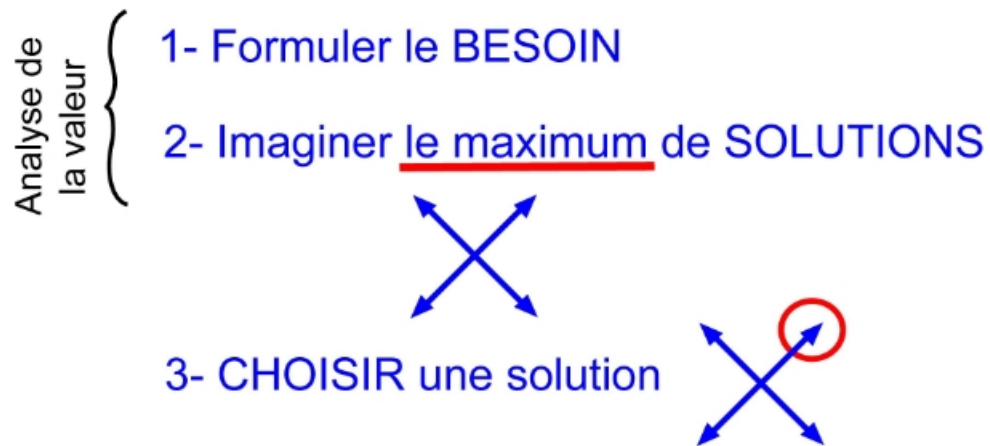 Analyse de
la valeur
1- Formuler le BESOIN
2- Imaginer le maximum de SOLUTIONS
3- CHOISIR une solution